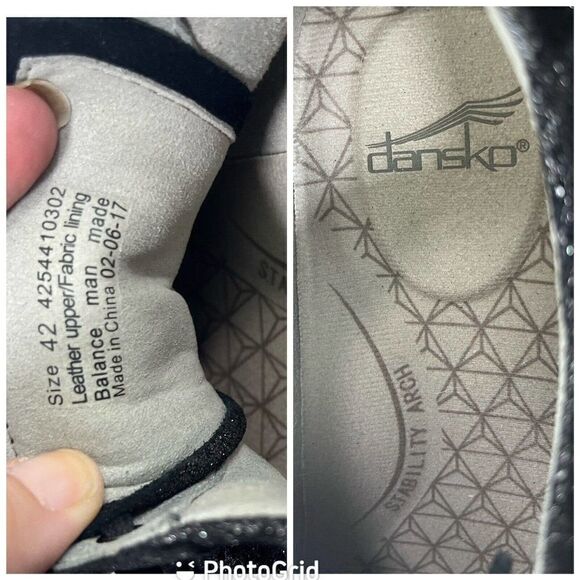 Size 42 4254410302
Leather upper/Fabric lining
Balance man made
Made in China 02-06-17
dansko®
STABILITY ARCH
PhotoGrid